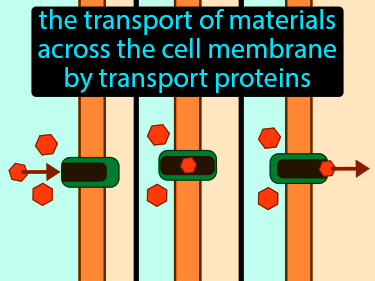 the transport of materials
across the cell membrane
by transport proteins